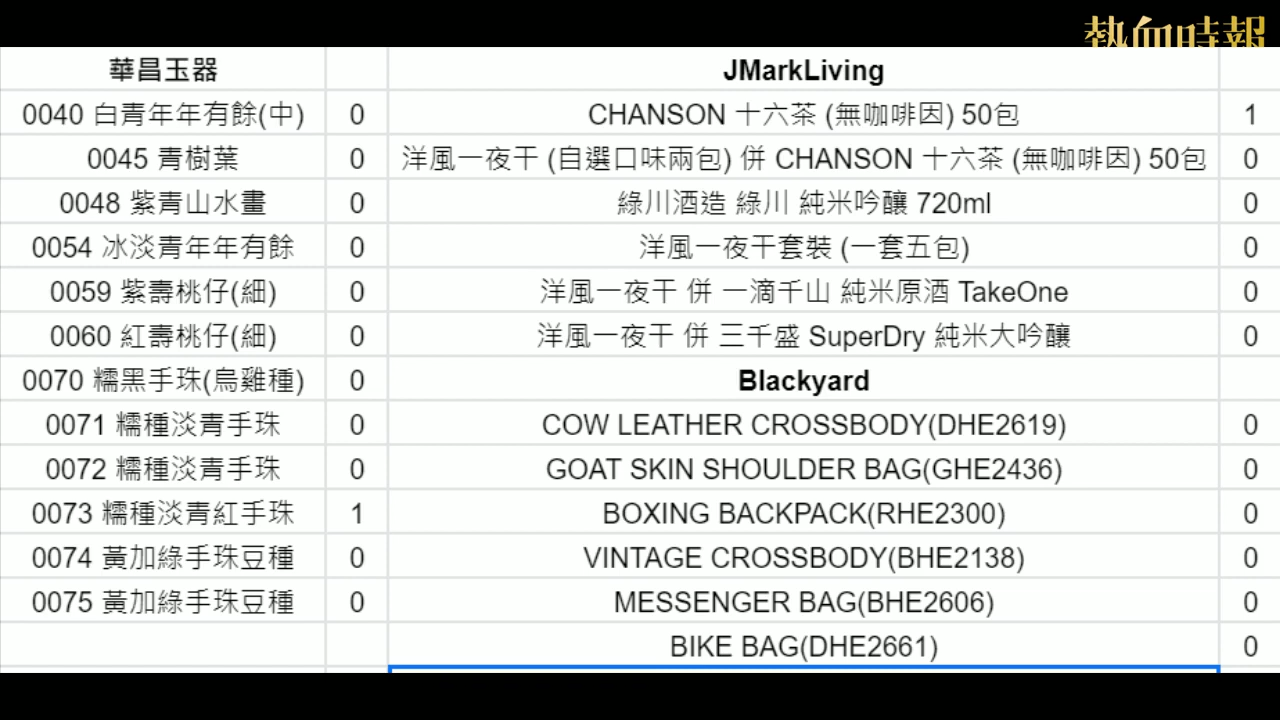 熱血時報
華昌玉器 JMarkLiving
0040 白青年年有餘(中) 0 CHANSON 十六茶 (無咖啡因) 50包 1
0045 青樹葉 0 洋風一夜干 (自選口味兩包) 併 CHANSON 十六茶 (無咖啡因) 50包 0
0048 紫青山水畫 0 綠川酒造 綠川 純米吟釀 720ml 0
0054 冰淡青年年有餘 0 洋風一夜干套裝 (一套五包) 0
0059 紫壽桃仔(細) 0 洋風一夜干 併 一滴千山 純米原酒 TakeOne 0
0060 紅壽桃仔(細) 0 洋風一夜干 併 三千盛 SuperDry 純米大吟釀 0
0070 糯黑手珠(烏雞種) 0 Blackyard
0071 糯種淡青手珠 0 COW LEATHER CROSSBODY(DHE2619) 0
0072 糯種淡青手珠 0 GOAT SKIN SHOULDER BAG(GHE2436) 0
0073 糯種淡青紅手珠 1 BOXING BACKPACK(RHE2300) 0
0074 黃加綠手珠豆種 0 VINTAGE CROSSBODY(BHE2138) 0
0075 黃加綠手珠豆種 0 MESSENGER BAG(BHE2606) 0
BIKE BAG(DHE2661) 0